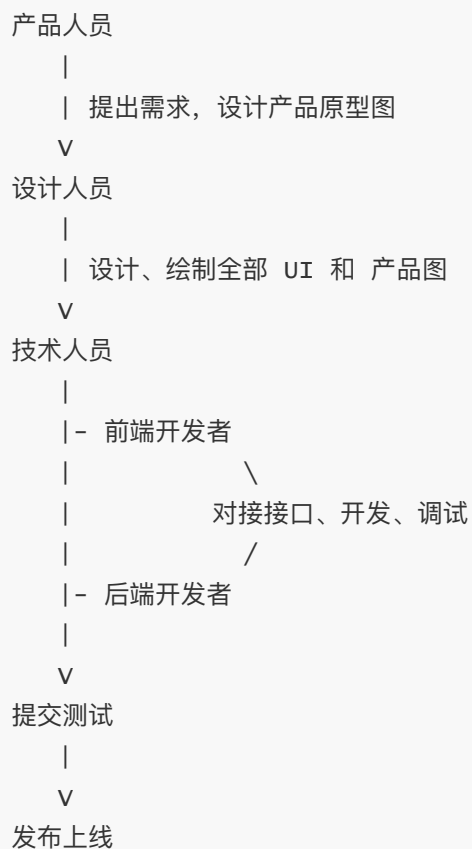 产品人员
|
| 提出需求，设计产品原型图
V
设计人员
|
| 设计、绘制全部 UI 和 产品图
V
技术人员
|
|- 前端开发者
| \
| 对接接口、开发、调试
| /
|- 后端开发者
|
V
提交测试
|
V
发布上线